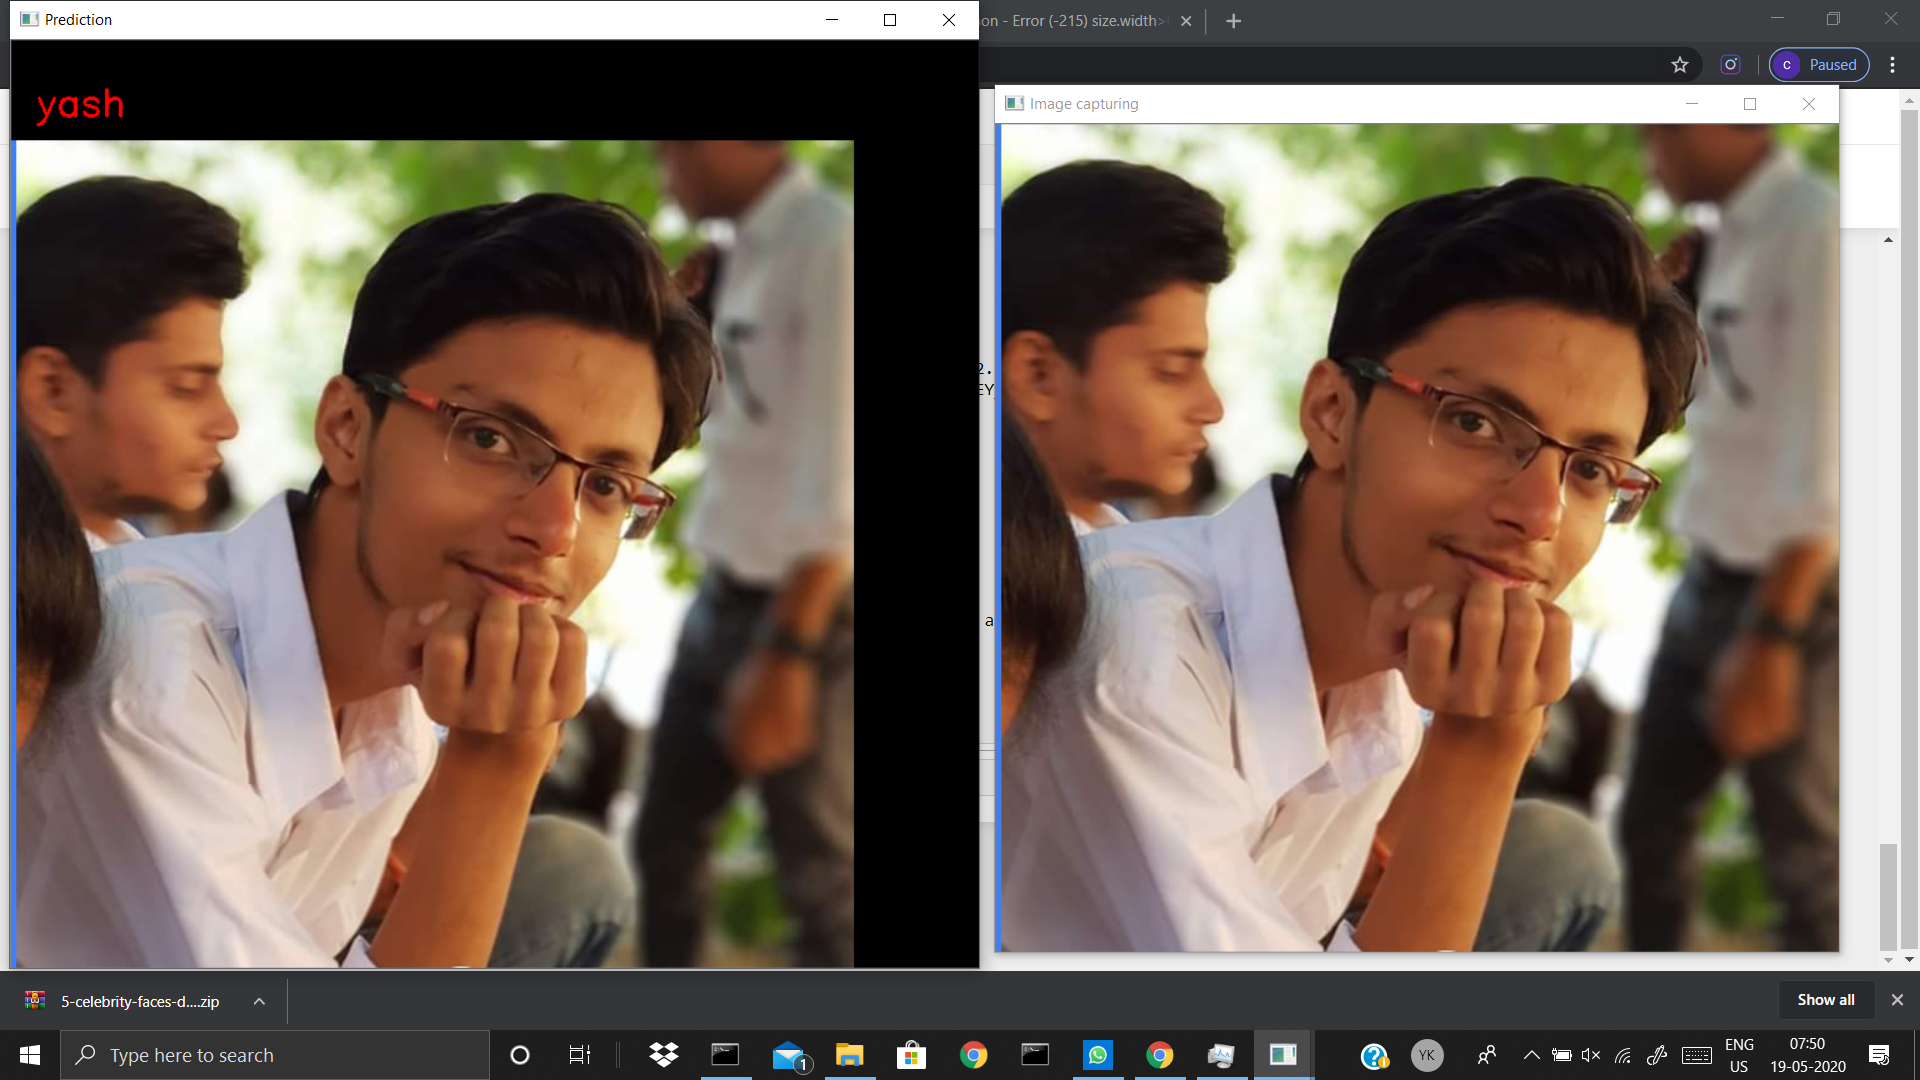 Prediction
on - Error (-215) size.width>
c Paused
yash
Image capturing
2.
EY
a
5-celebrity-faces-d....zip
Show all
Type here to search
1
YK
ENG
US
07:50
19-05-2020